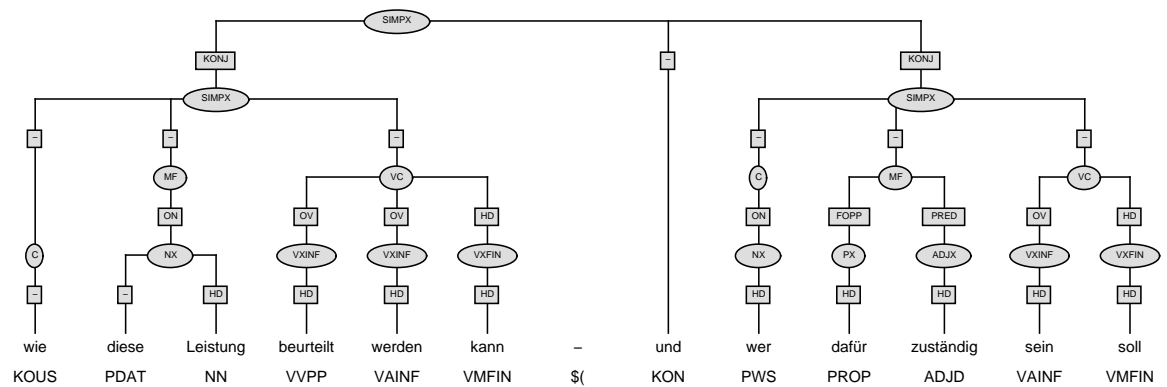 SIMPX
KONJ – KONJ
SIMPX SIMPX
– – – – – –
MF VC C MF VC
ON OV OV HD ON FOPP PRED OV HD
C NX VXINF VXINF VXFIN NX PX ADJX VXINF VXFIN
– – HD HD HD HD HD HD HD HD HD
wie diese Leistung beurteilt werden kann – und wer dafür zuständig sein soll
KOUS PDAT NN VVPP VAINF VMFIN $( KON PWS PROP ADJD VAINF VMFIN